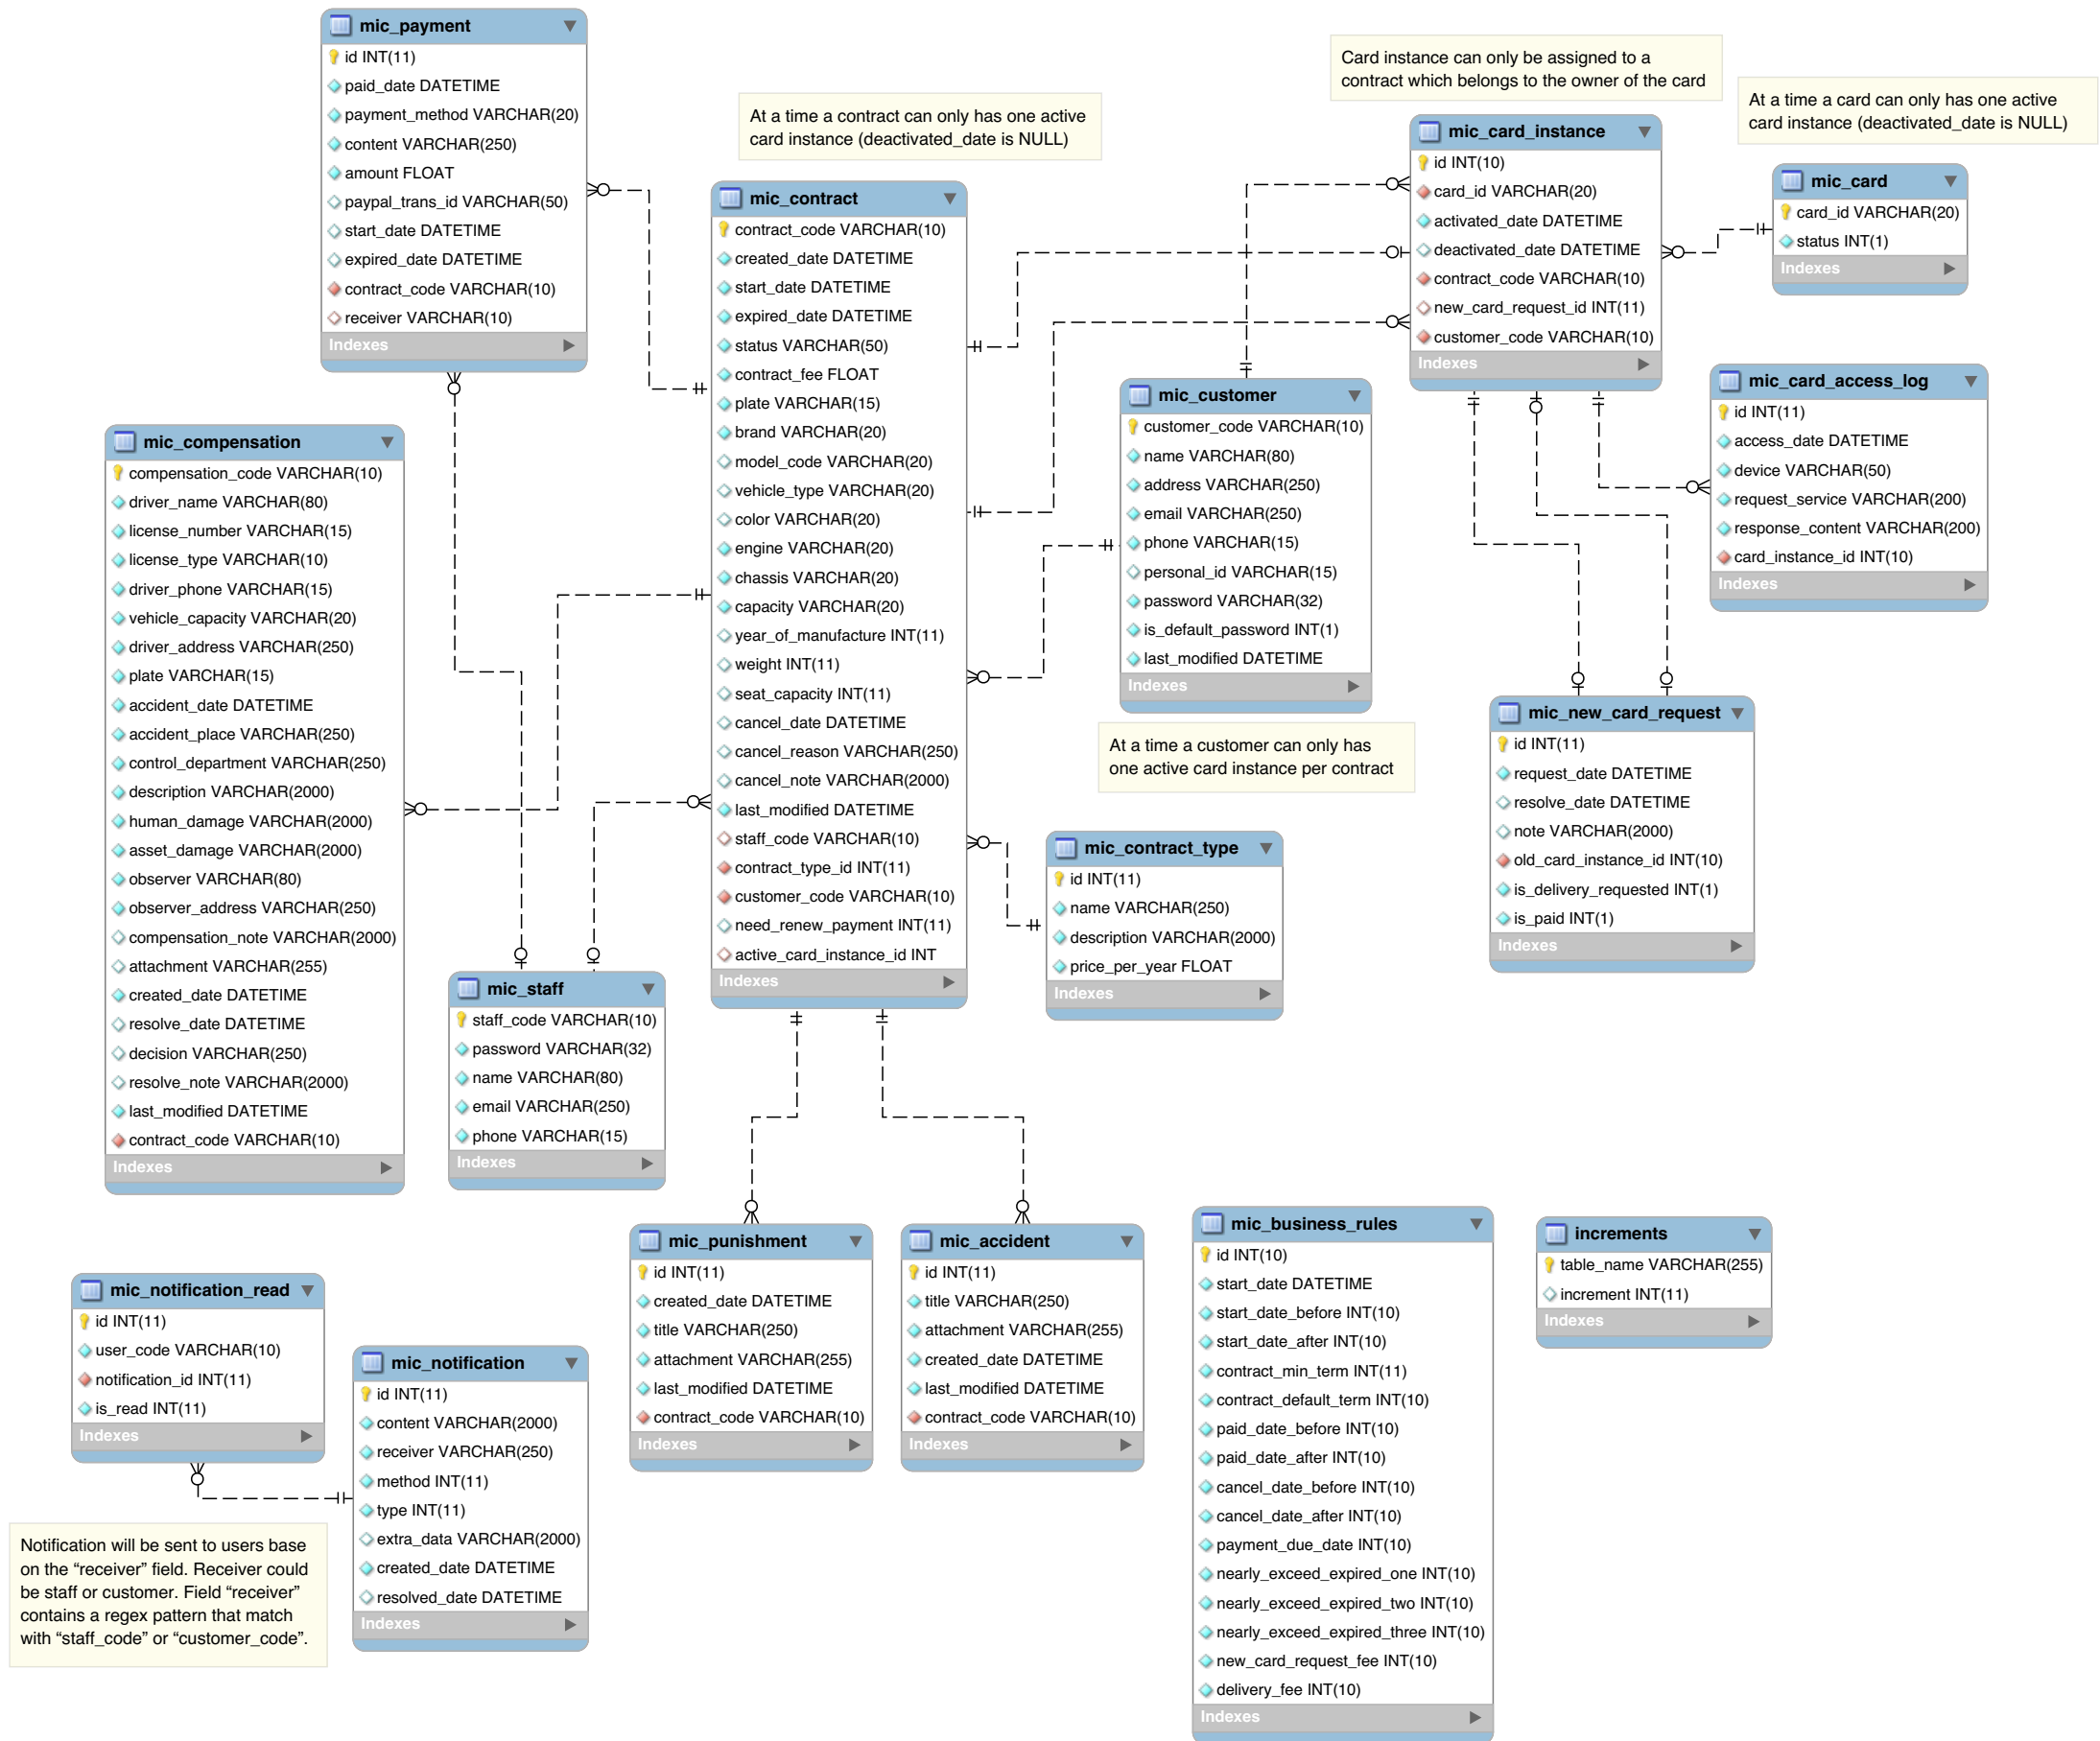 mic_payment
id INT(11)
paid_date DATETIME
payment_method VARCHAR(20)
content VARCHAR(250)
amount FLOAT
paypal_trans_id VARCHAR(50)
start_date DATETIME
expired_date DATETIME
contract_code VARCHAR(10)
receiver VARCHAR(10)
Indexes
At a time a contract can only has one active
card instance (deactivated_date is NULL)
Card instance can only be assigned to a
contract which belongs to the owner of the card
At a time a card can only has one active
card instance (deactivated_date is NULL)
mic_contract
contract_code VARCHAR(10)
created_date DATETIME
start_date DATETIME
expired_date DATETIME
status VARCHAR(50)
contract_fee FLOAT
plate VARCHAR(15)
brand VARCHAR(20)
model_code VARCHAR(20)
vehicle_type VARCHAR(20)
color VARCHAR(20)
engine VARCHAR(20)
chassis VARCHAR(20)
capacity VARCHAR(20)
year_of_manufacture INT(11)
weight INT(11)
seat_capacity INT(11)
cancel_date DATETIME
cancel_reason VARCHAR(250)
cancel_note VARCHAR(2000)
last_modified DATETIME
staff_code VARCHAR(10)
contract_type_id INT(11)
customer_code VARCHAR(10)
need_renew_payment INT(11)
active_card_instance_id INT
Indexes
mic_card_instance
id INT(10)
card_id VARCHAR(20)
activated_date DATETIME
deactivated_date DATETIME
contract_code VARCHAR(10)
new_card_request_id INT(11)
customer_code VARCHAR(10)
Indexes
mic_card
card_id VARCHAR(20)
status INT(1)
Indexes
mic_card_access_log
id INT(11)
access_date DATETIME
device VARCHAR(50)
request_service VARCHAR(200)
response_content VARCHAR(200)
card_instance_id INT(10)
Indexes
mic_customer
customer_code VARCHAR(10)
name VARCHAR(80)
address VARCHAR(250)
email VARCHAR(250)
phone VARCHAR(15)
personal_id VARCHAR(15)
password VARCHAR(32)
is_default_password INT(1)
last_modified DATETIME
Indexes
At a time a customer can only has
one active card instance per contract
mic_compensation
compensation_code VARCHAR(10)
driver_name VARCHAR(80)
license_number VARCHAR(15)
license_type VARCHAR(10)
driver_phone VARCHAR(15)
vehicle_capacity VARCHAR(20)
driver_address VARCHAR(250)
plate VARCHAR(15)
accident_date DATETIME
accident_place VARCHAR(250)
control_department VARCHAR(250)
description VARCHAR(2000)
human_damage VARCHAR(2000)
asset_damage VARCHAR(2000)
observer VARCHAR(80)
observer_address VARCHAR(250)
compensation_note VARCHAR(2000)
attachment VARCHAR(255)
created_date DATETIME
resolve_date DATETIME
decision VARCHAR(250)
resolve_note VARCHAR(2000)
last_modified DATETIME
contract_code VARCHAR(10)
Indexes
mic_new_card_request
id INT(11)
request_date DATETIME
resolve_date DATETIME
note VARCHAR(2000)
old_card_instance_id INT(10)
is_delivery_requested INT(1)
is_paid INT(1)
Indexes
mic_contract_type
id INT(11)
name VARCHAR(250)
description VARCHAR(2000)
price_per_year FLOAT
Indexes
mic_staff
staff_code VARCHAR(10)
password VARCHAR(32)
name VARCHAR(80)
email VARCHAR(250)
phone VARCHAR(15)
Indexes
mic_punishment
id INT(11)
created_date DATETIME
title VARCHAR(250)
attachment VARCHAR(255)
last_modified DATETIME
contract_code VARCHAR(10)
Indexes
mic_accident
id INT(11)
title VARCHAR(250)
attachment VARCHAR(255)
created_date DATETIME
last_modified DATETIME
contract_code VARCHAR(10)
Indexes
mic_business_rules
id INT(10)
start_date DATETIME
start_date_before INT(10)
start_date_after INT(10)
contract_min_term INT(11)
contract_default_term INT(10)
paid_date_before INT(10)
paid_date_after INT(10)
cancel_date_before INT(10)
cancel_date_after INT(10)
payment_due_date INT(10)
nearly_exceed_expired_one INT(10)
nearly_exceed_expired_two INT(10)
nearly_exceed_expired_three INT(10)
new_card_request_fee INT(10)
delivery_fee INT(10)
Indexes
increments
table_name VARCHAR(255)
increment INT(11)
Indexes
mic_notification_read
id INT(11)
user_code VARCHAR(10)
notification_id INT(11)
is_read INT(11)
Indexes
mic_notification
id INT(11)
content VARCHAR(2000)
receiver VARCHAR(250)
method INT(11)
type INT(11)
extra_data VARCHAR(2000)
created_date DATETIME
resolved_date DATETIME
Indexes
Notification will be sent to users base
on the “receiver” field. Receiver could
be staff or customer. Field “receiver”
contains a regex pattern that match
with “staff_code” or “customer_code”.